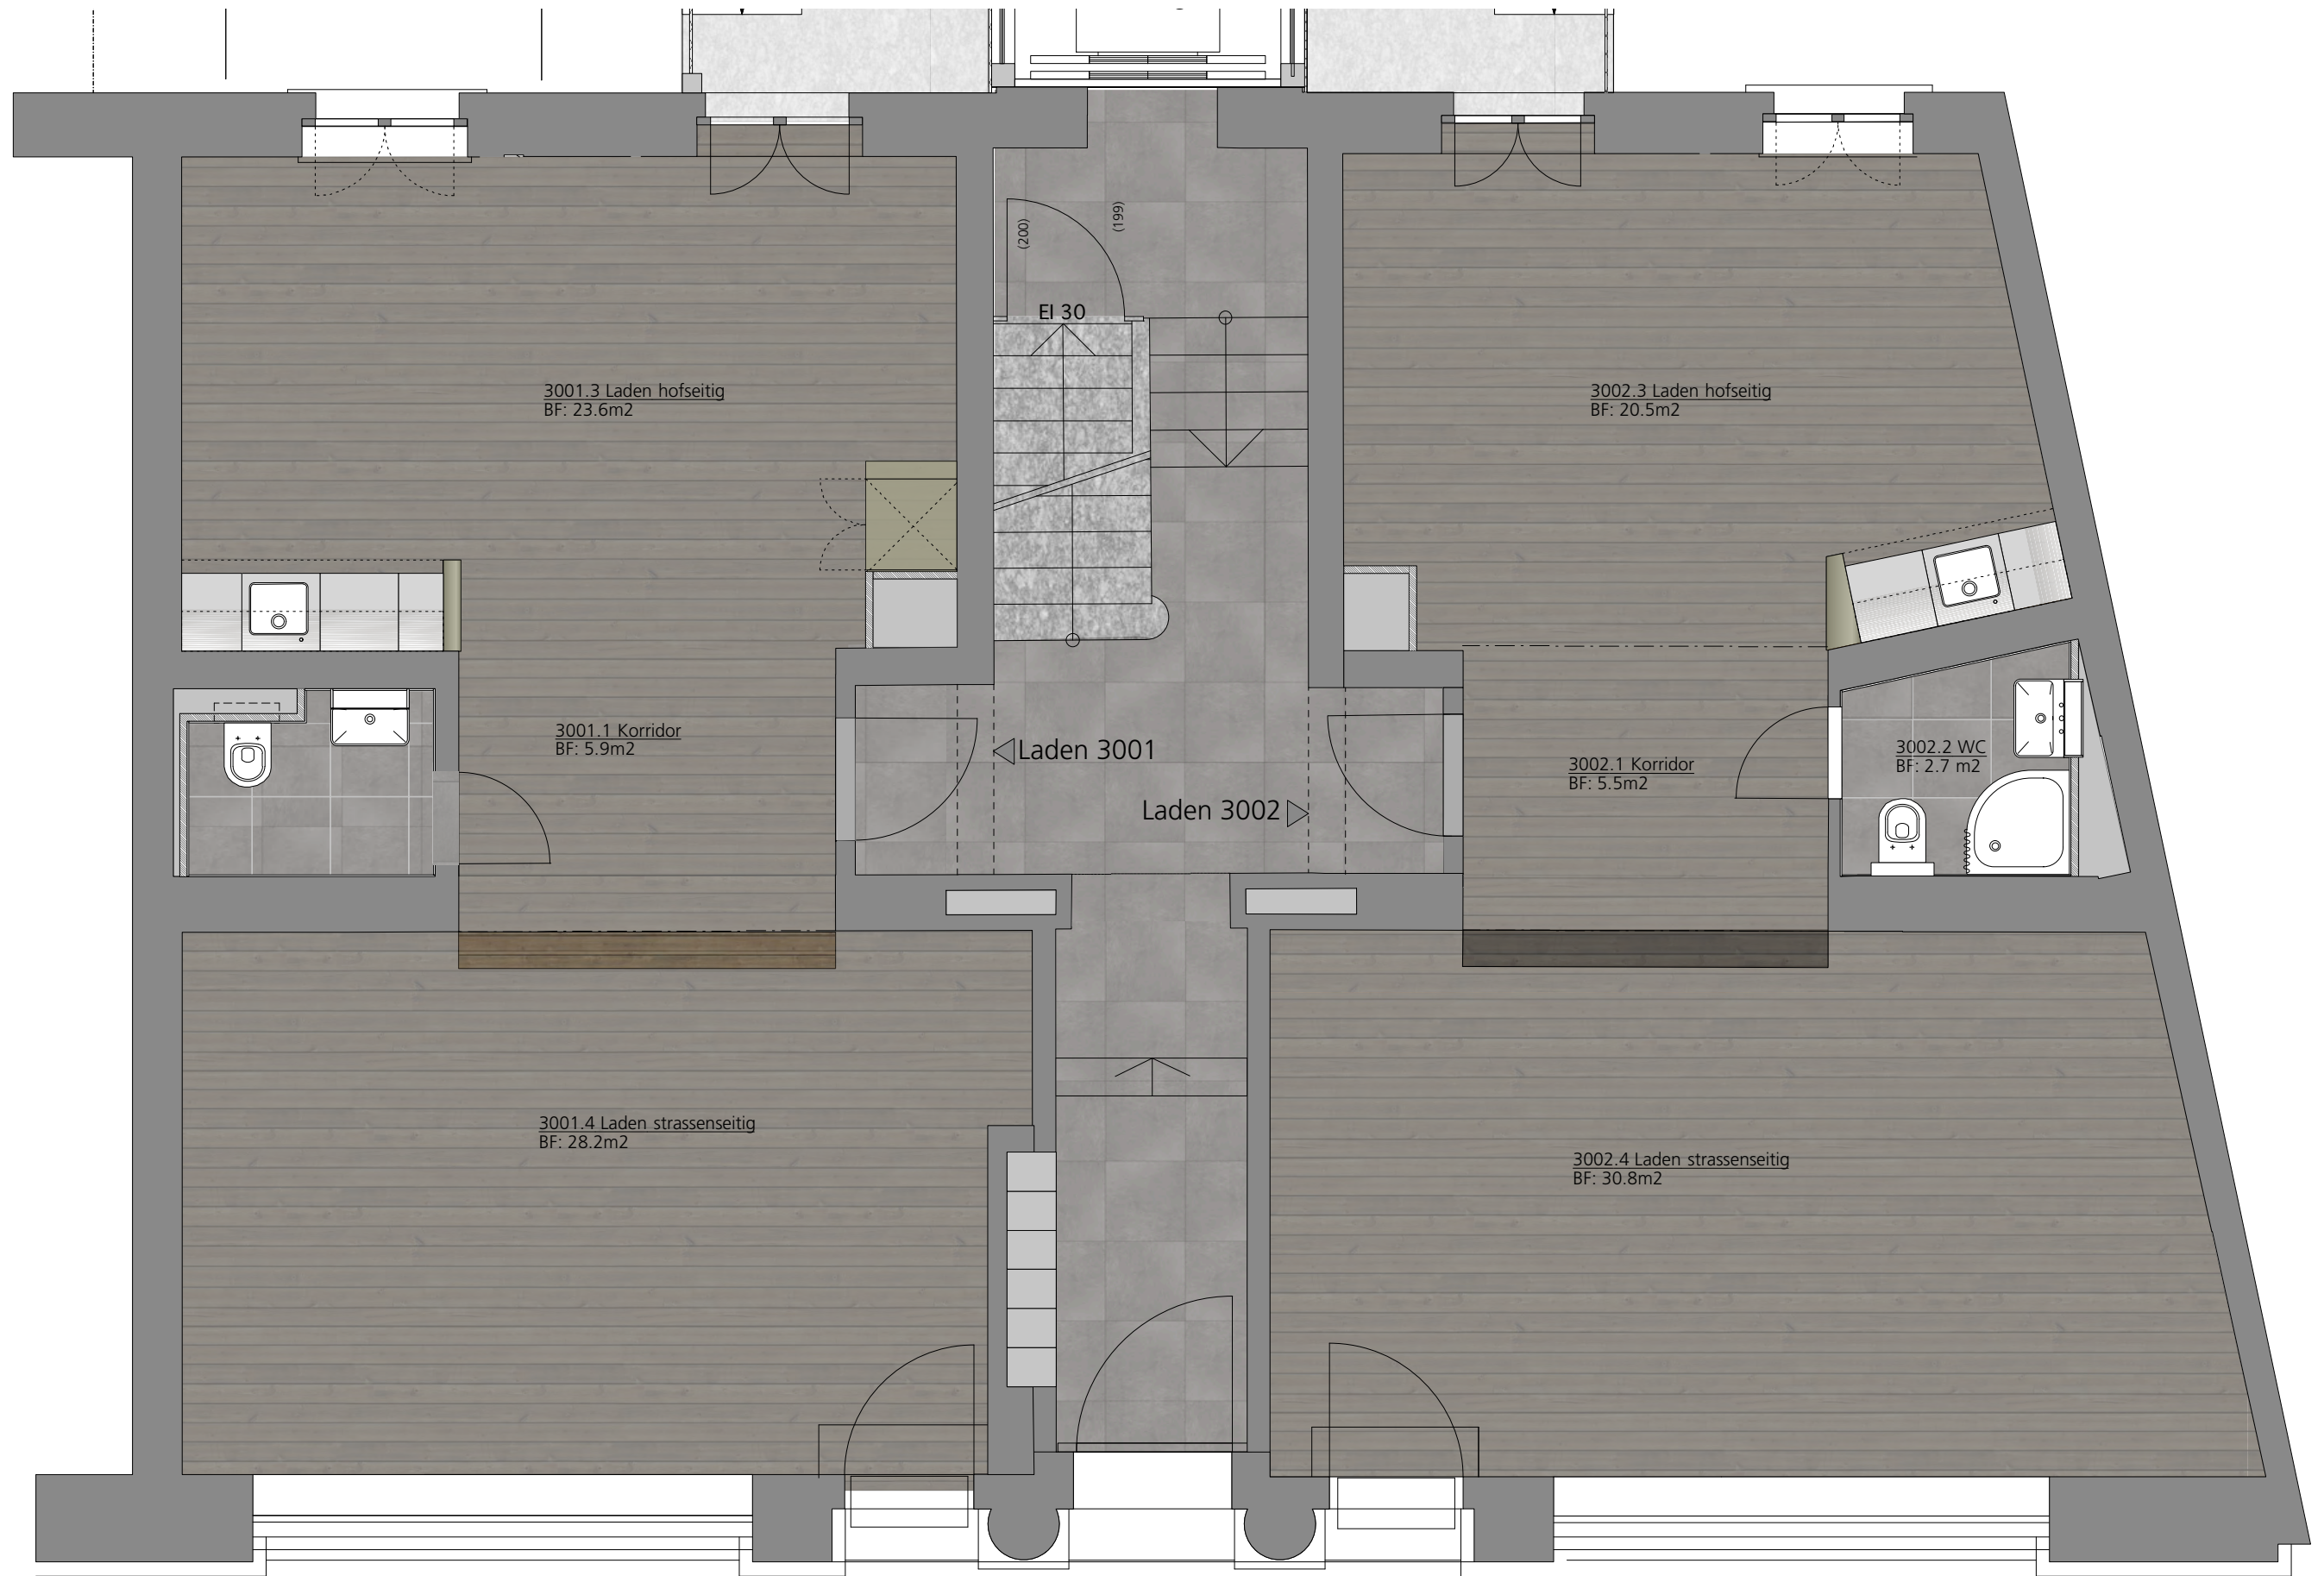 (200)
(199)
EI 30
3001.3 Laden hofseitig
BF: 23.6m2
3002.3 Laden hofseitig
BF: 20.5m2
3001.1 Korridor
BF: 5.9m2
Laden 3001
Laden 3002
3002.1 Korridor
BF: 5.5m2
3002.2 WC
BF: 2.7 m2
3001.4 Laden strassenseitig
BF: 28.2m2
3002.4 Laden strassenseitig
BF: 30.8m2